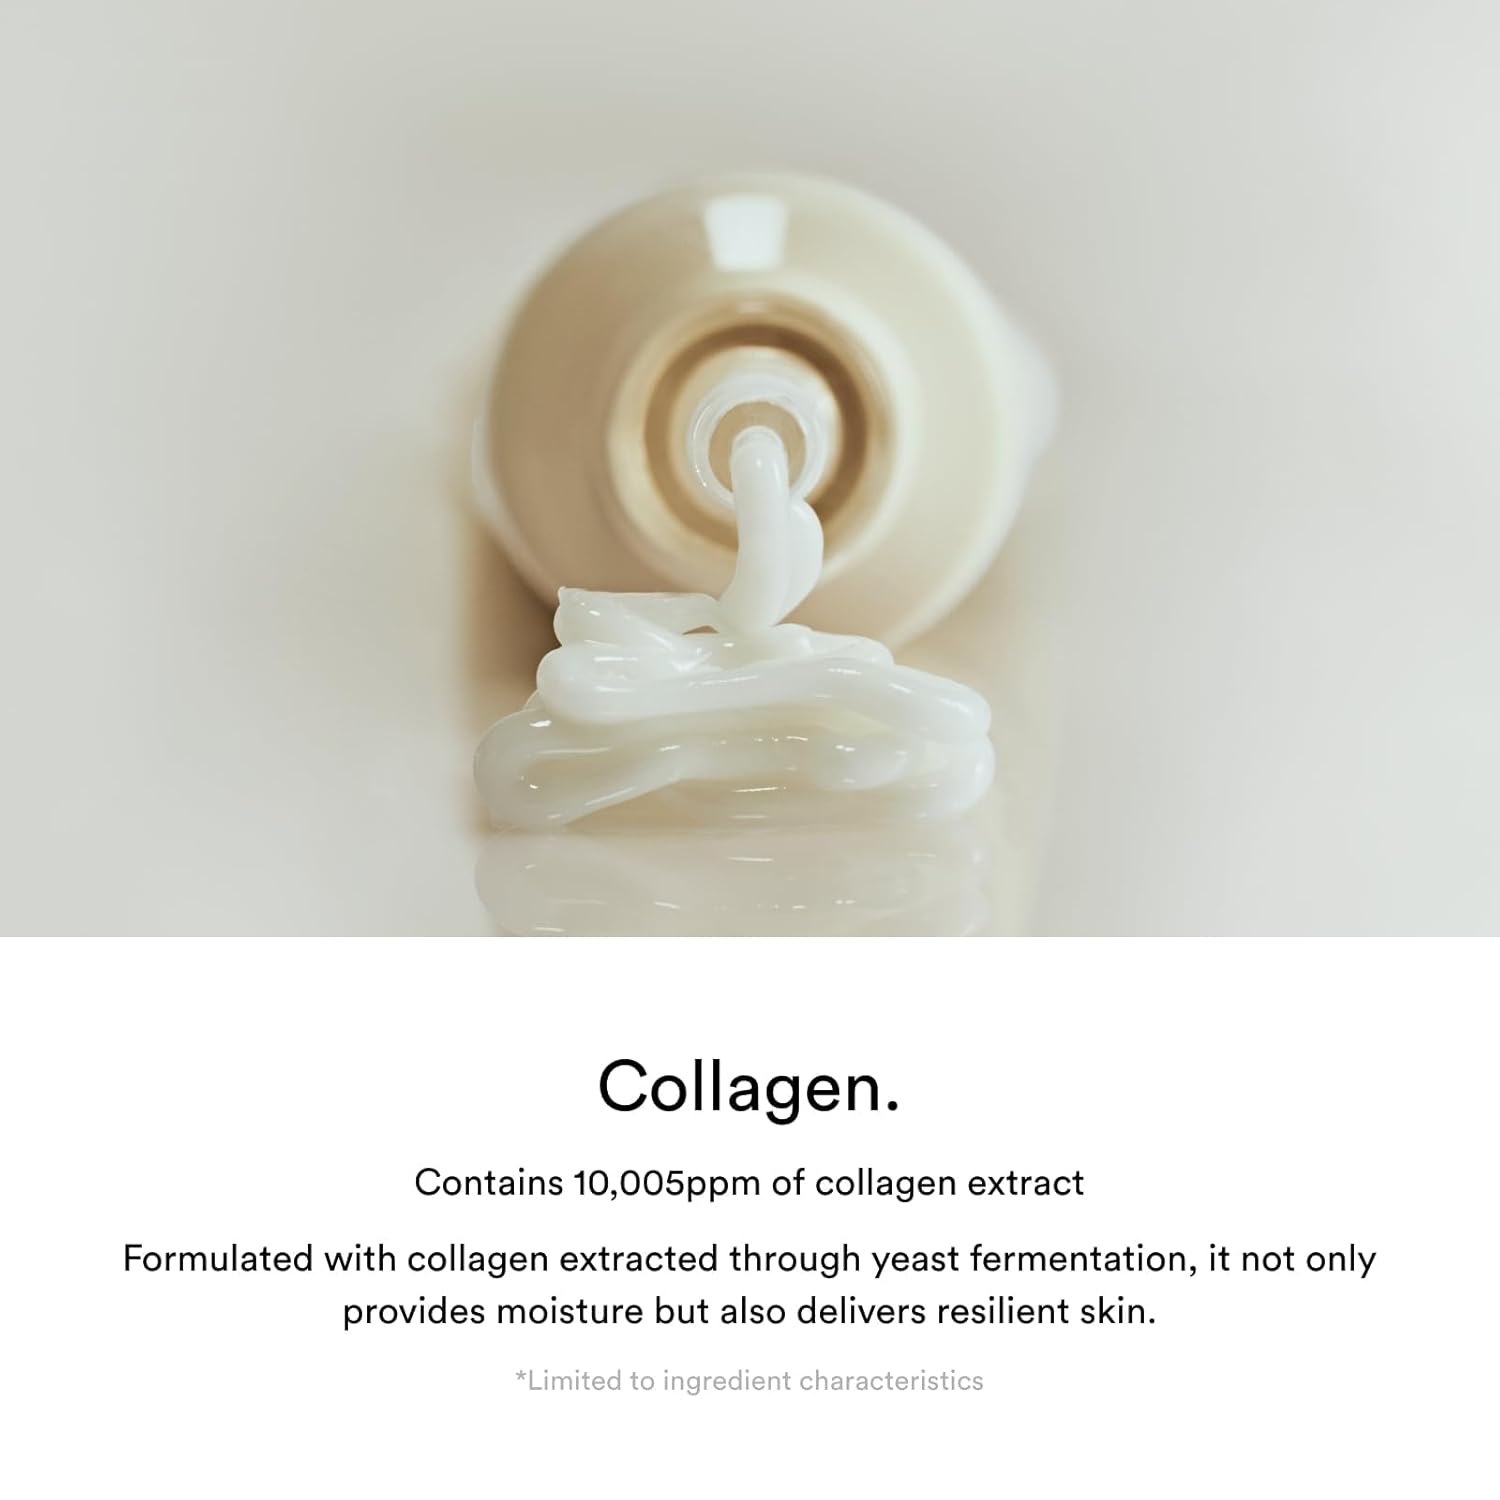 Collagen.
Contains 10,005ppm of collagen extract
Formulated with collagen extracted through yeast fermentation, it not only
provides moisture but also delivers resilient skin.
*Limited to ingredient characteristics